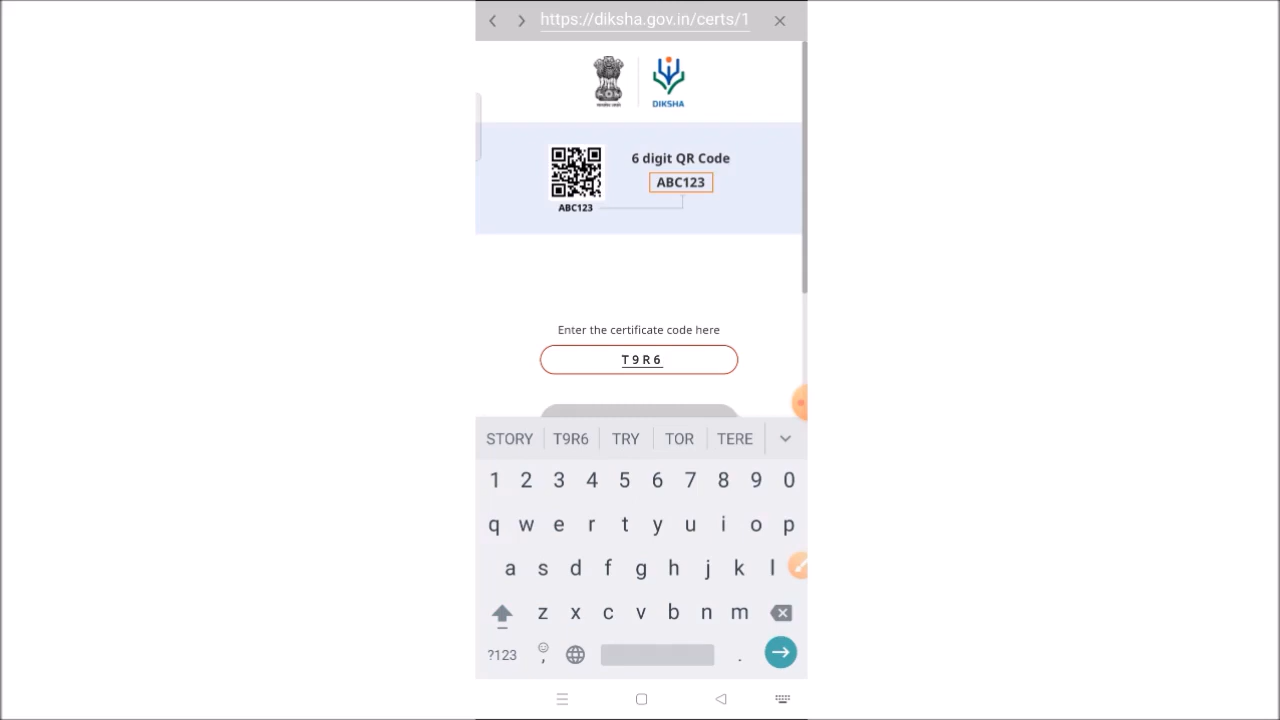 https://diksha.gov.in/certs/1
DIKSHA
6 digit QR Code
ABC123
ABC123
Enter the certificate code here
T9R6
STORY T9R6 TRY TOR TERE
1 2 3 4 5 6 7 8 9 0
q w e r t y u i o p
a s d f g h j k l
z x c v b n m
?123 , .